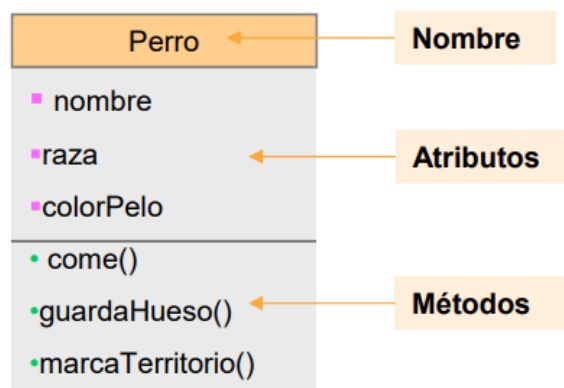 Perro
Nombre
nombre
raza
Atributos
colorPelo
come()
guardaHueso()
Métodos
marcaTerritorio()